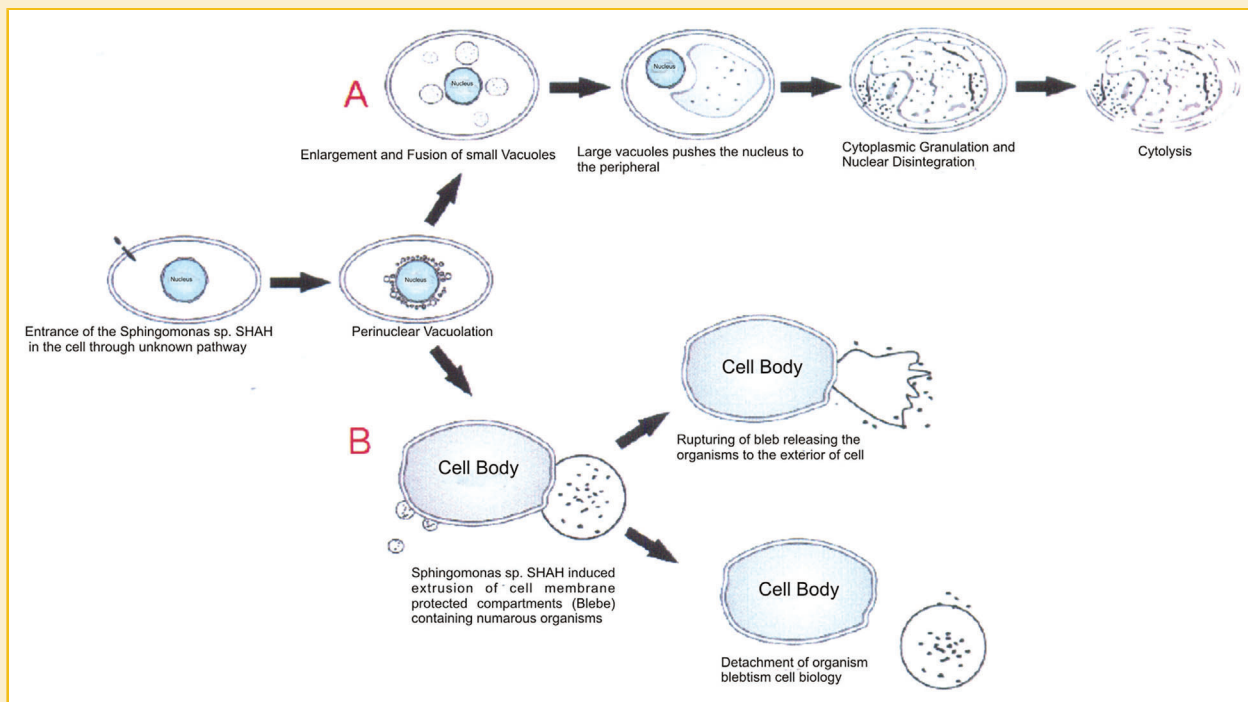 A
Nucleus
Enlargement and Fusion of small Vacuoles
Nucleus
Large vacuoles pushes the nucleus to
the peripheral
Cytoplasmic Granulation and
Nuclear Disintegration
Cytolysis
Nucleus
Entrance of the Sphingomonas sp. SHAH
in the cell through unknown pathway
Nucleus
Perinuclear Vacuolation
B
Cell Body
Sphingomonas sp. SHAH induced
extrusion of cell membrane
protected compartments (Blebe)
containing numarous organisms
Cell Body
Rupturing of bleb releasing the
organisms to the exterior of cell
Cell Body
Detachment of organism
blebtism cell biology